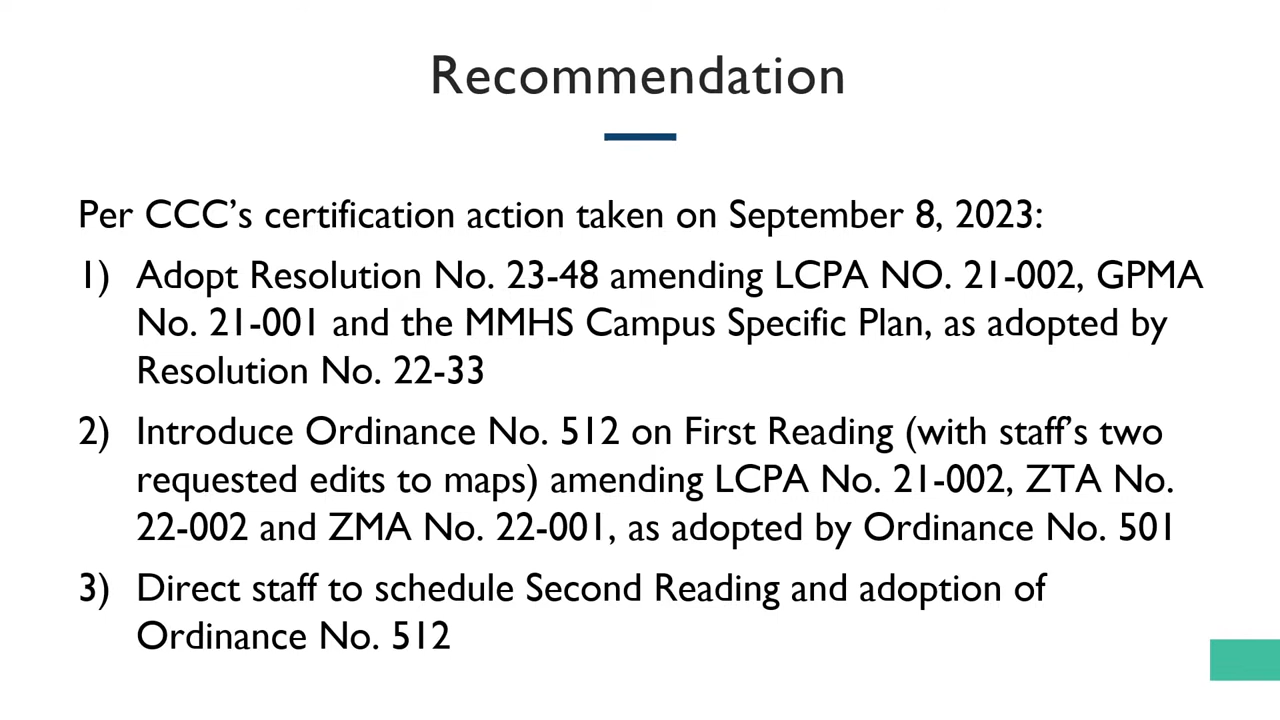 Recommendation
Per CCC’s certification action taken on September 8, 2023:
1) Adopt Resolution No. 23-48 amending LCPA NO. 21-002, GPMA
No. 21-001 and the MMHS Campus Specific Plan, as adopted by
Resolution No. 22-33
2) Introduce Ordinance No. 512 on First Reading (with staff’s two
requested edits to maps) amending LCPA No. 21-002, ZTA No.
22-002 and ZMA No. 22-001, as adopted by Ordinance No. 501
3) Direct staff to schedule Second Reading and adoption of
Ordinance No. 512